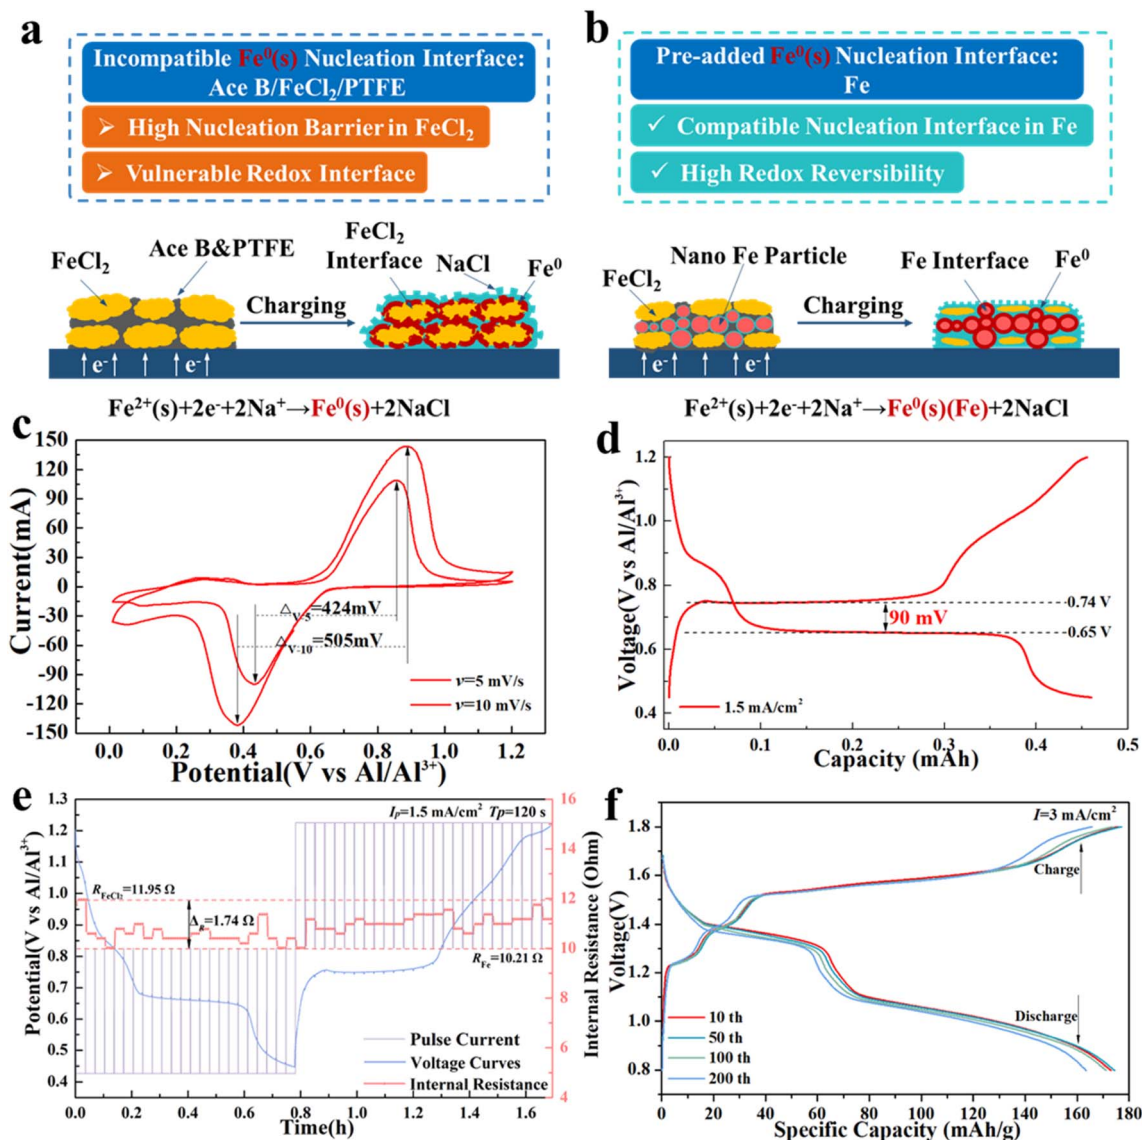 a
Incompatible Fe⁰(s) Nucleation Interface:
Ace B/FeCl₂/PTFE
➢ High Nucleation Barrier in FeCl₂
➢ Vulnerable Redox Interface
FeCl₂
Ace B&PTFE
FeCl₂
Interface
NaCl
Fe⁰
Charging
e⁻
e⁻
Fe²⁺(s)+2e⁻+2Na⁺→Fe⁰(s)+2NaCl
b
Pre-added Fe⁰(s) Nucleation Interface:
Fe
✓ Compatible Nucleation Interface in Fe
✓ High Redox Reversibility
FeCl₂
Nano Fe Particle
Fe Interface
Fe⁰
Charging
e⁻
e⁻
Fe²⁺(s)+2e⁻+2Na⁺→Fe⁰(s)(Fe)+2NaCl
c
Current(mA)
150
120
90
60
30
0
-30
-60
-90
-120
-150
△V-5=424mV
△V-10=505mV
v=5 mV/s
v=10 mV/s
0.0 0.2 0.4 0.6 0.8 1.0 1.2
Potential(V vs Al/Al³⁺)
d
Voltage(V vs Al/Al³⁺)
1.2
1.0
0.8
0.6
0.4
0.74 V
90 mV
0.65 V
1.5 mA/cm²
0.0 0.1 0.2 0.3 0.4 0.5
Capacity (mAh)
e
Potential(V vs Al/Al³⁺)
1.3
1.2
1.1
1.0
0.9
0.8
0.7
0.6
0.5
0.4
Iₚ=1.5 mA/cm² Tp=120 s
R FeCl₂=11.95 Ω
△R=1.74 Ω
R Fe=10.21 Ω
Pulse Current
Voltage Curves
Internal Resistance
16
14
12
10
8
6
4
Internal Resistance (Ohm)
0.0 0.2 0.4 0.6 0.8 1.0 1.2 1.4 1.6
Time(h)
f
Voltage(V)
1.8
1.6
1.4
1.2
1.0
0.8
I=3 mA/cm²
Charge
Discharge
10 th
50 th
100 th
200 th
0 20 40 60 80 100 120 140 160 180
Specific Capacity (mAh/g)